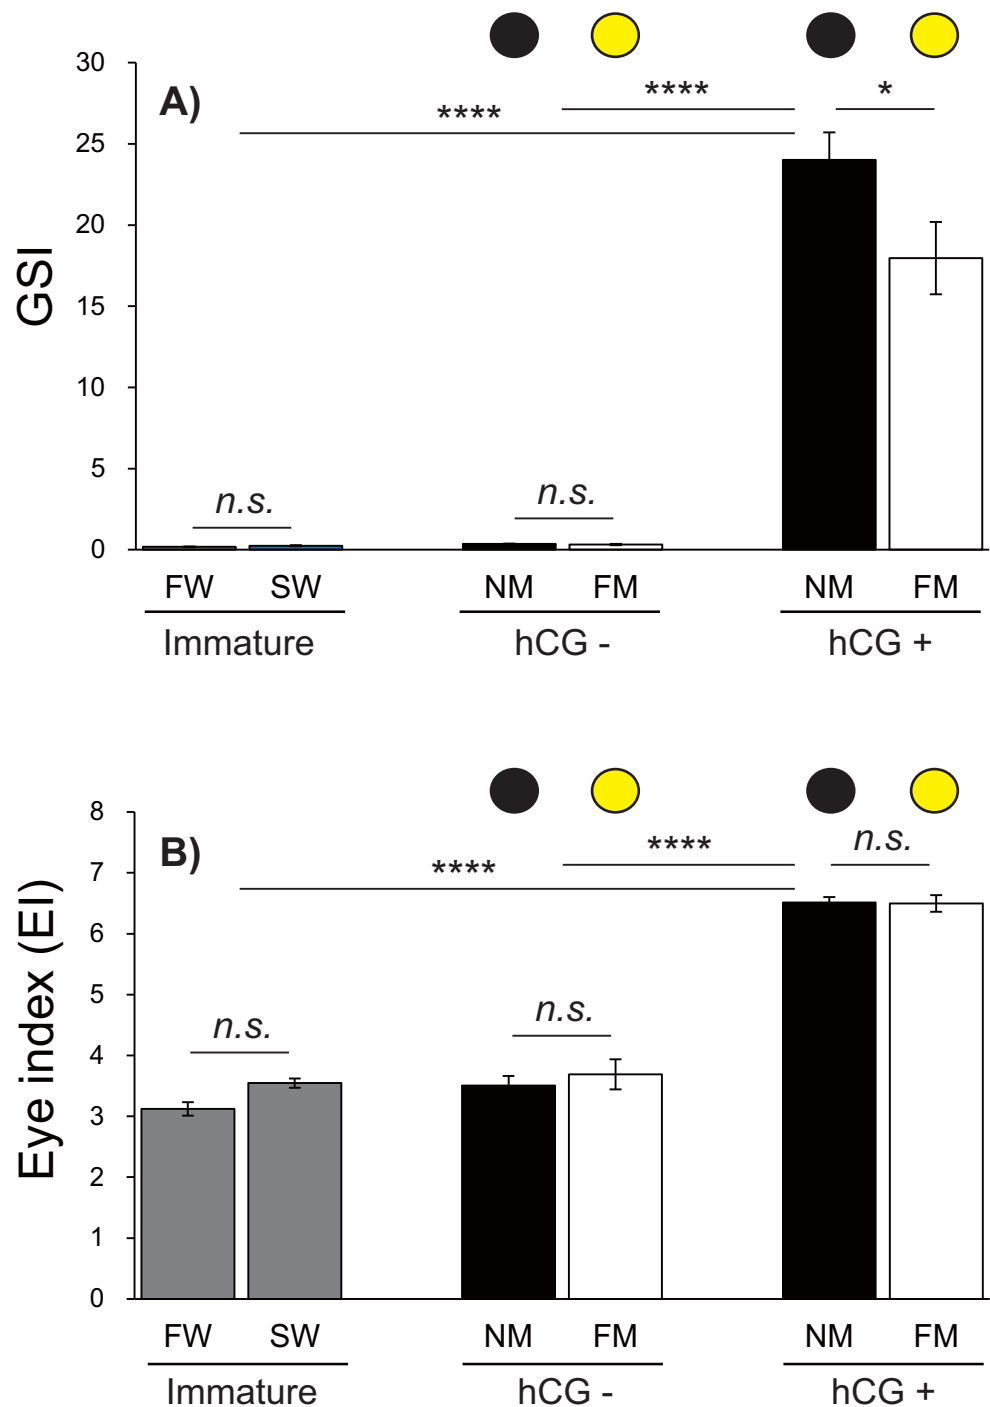 A)
GSI
30
25
20
15
10
5
0
**** **** *
n.s. n.s.
FW SW NM FM NM FM
Immature hCG - hCG +
B)
Eye index (EI)
8
7
6
5
4
3
2
1
0
**** **** n.s.
n.s. n.s.
FW SW NM FM NM FM
Immature hCG - hCG +